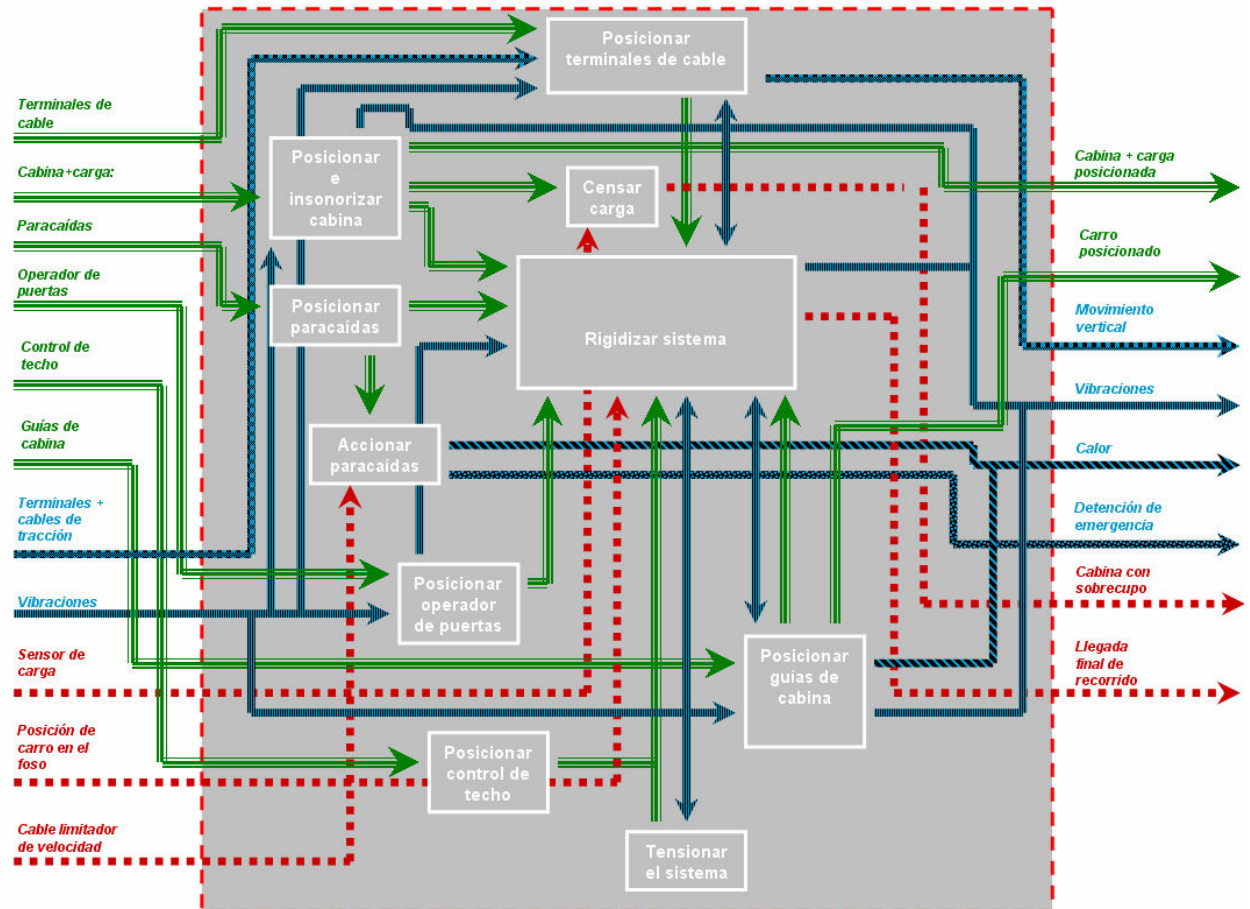 Terminales de
cable
Cabina+carga:
Paracaídas
Operador de
puertas
Control de
techo
Guías de
cabina
Terminales +
cables de
tracción
Vibraciones
Sensor de
carga
Posición de
carro en el
foso
Cable limitador
de velocidad
Posicionar
terminales de cable
Posicionar
e
insonorizar
cabina
Censar
carga
Posicionar
paracaídas
Rigidizar sistema
Accionar
paracaídas
Posicionar
operador
de puertas
Posicionar
guías de
cabina
Posicionar
control de
techo
Tensionar
el sistema
Cabina + carga
posicionada
Carro
posicionado
Movimiento
vertical
Vibraciones
Calor
Detención de
emergencia
Cabina con
sobrecupo
Llegada
final de
recorrido